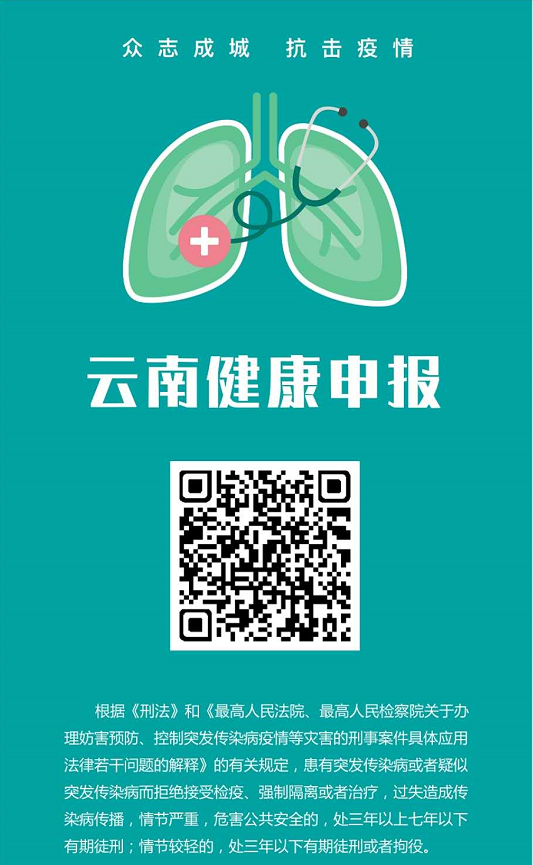 众志成城 抗击疫情
云南健康申报
根据《刑法》和《最高人民法院、最高人民检察院关于办
理妨害预防、控制突发传染病疫情等灾害的刑事案件具体应用
法律若干问题的解释》的有关规定，患有突发传染病或者疑似
突发传染病而拒绝接受检疫、强制隔离或者治疗，过失造成传
染病传播，情节严重，危害公共安全的，处三年以上七年以下
有期徒刑；情节较轻的，处三年以下有期徒刑或者拘役。